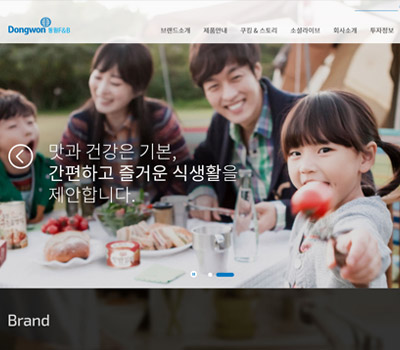 Dongwon 동원F&B
브랜드소개 제품안내 쿠킹 & 스토리 소셜라이브 회사소개 투자정보
맛과 건강은 기본,
간편하고 즐거운 식생활을
제안합니다.
Brand